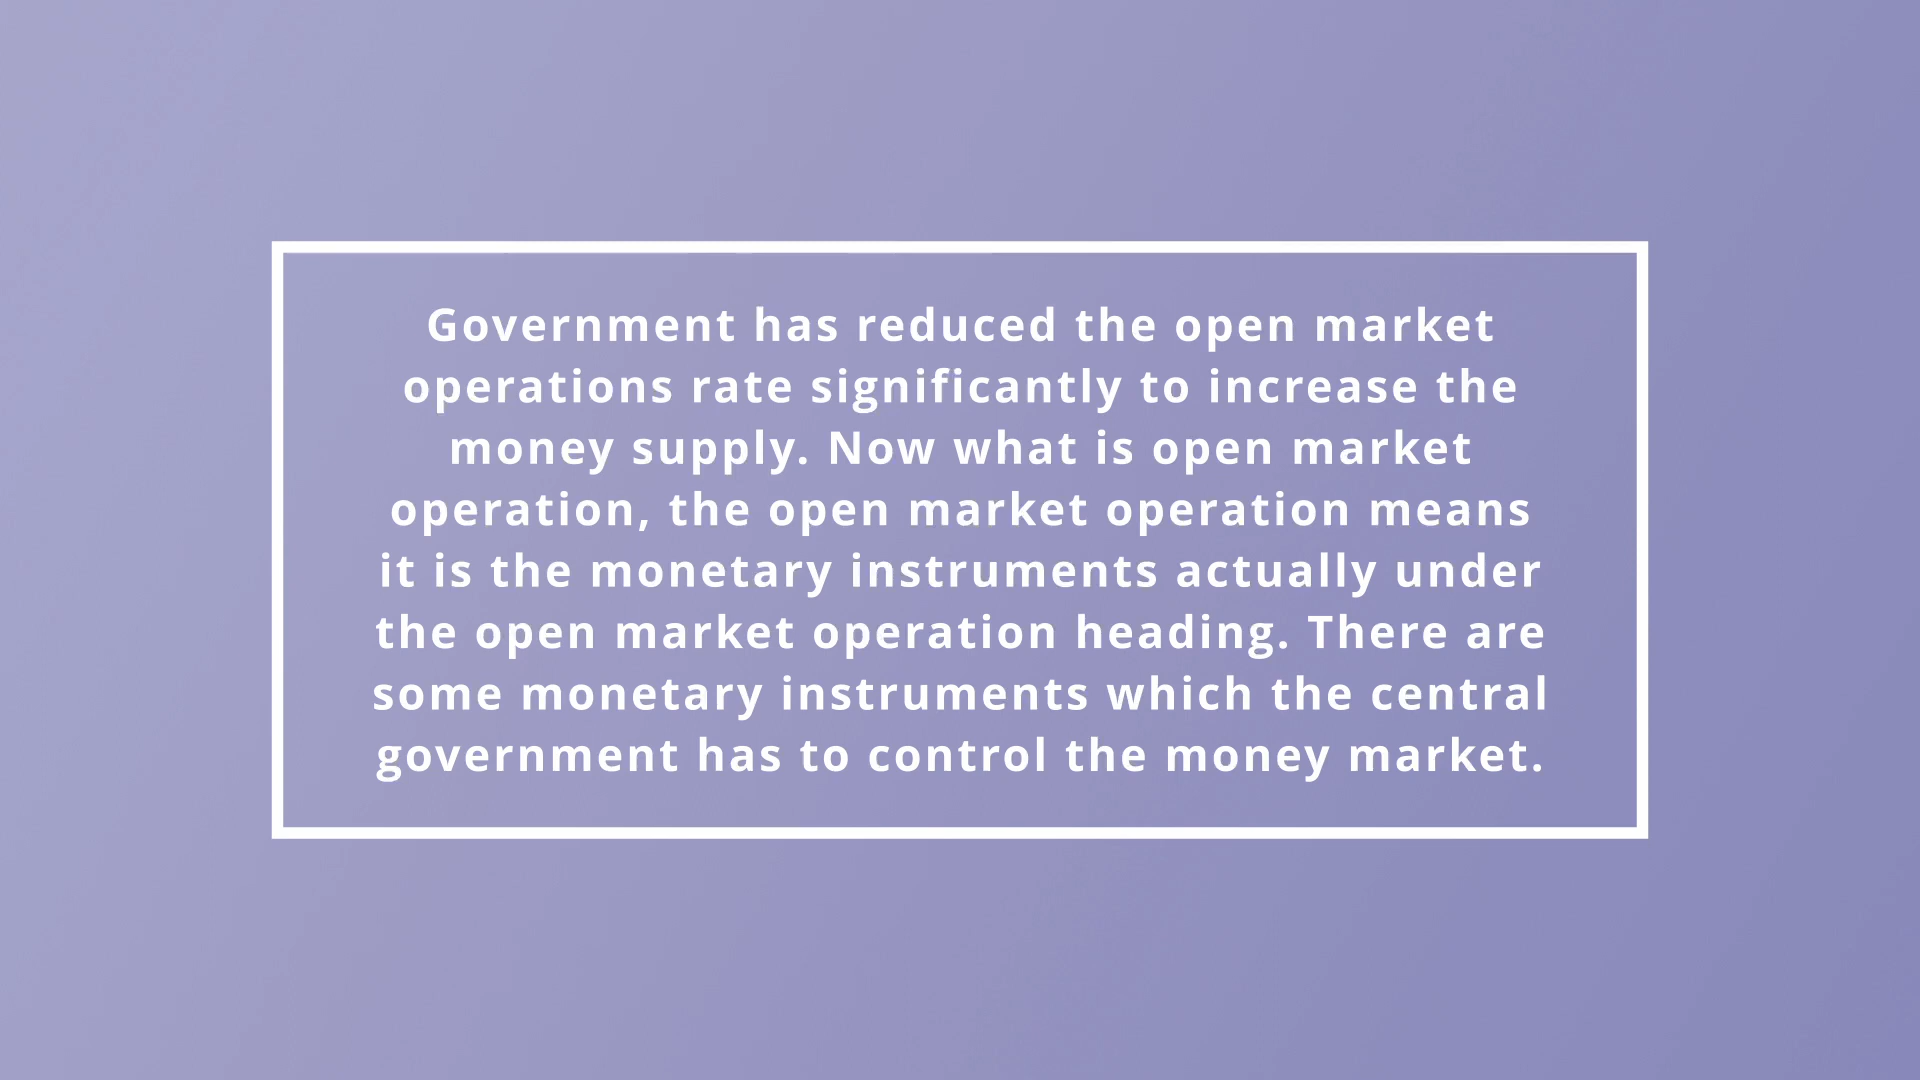 Government has reduced the open market
operations rate significantly to increase the
money supply. Now what is open market
operation, the open market operation means
it is the monetary instruments actually under
the open market operation heading. There are
some monetary instruments which the central
government has to control the money market.